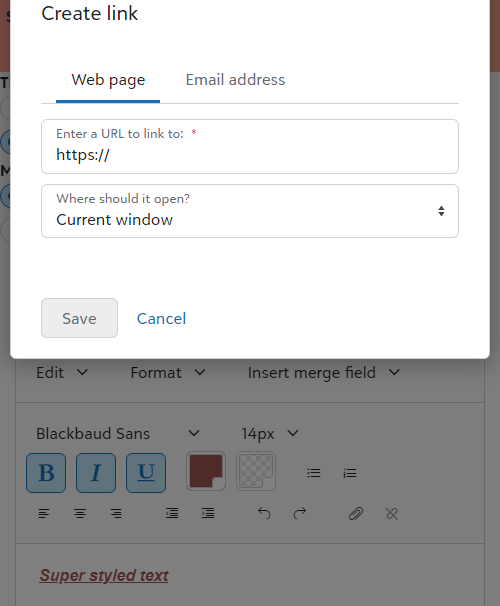 Create link
Web page Email address
Enter a URL to link to: *
https://
Where should it open?
Current window
Save Cancel
Edit Format Insert merge field
Blackbaud Sans 14px
B I U
Super styled text